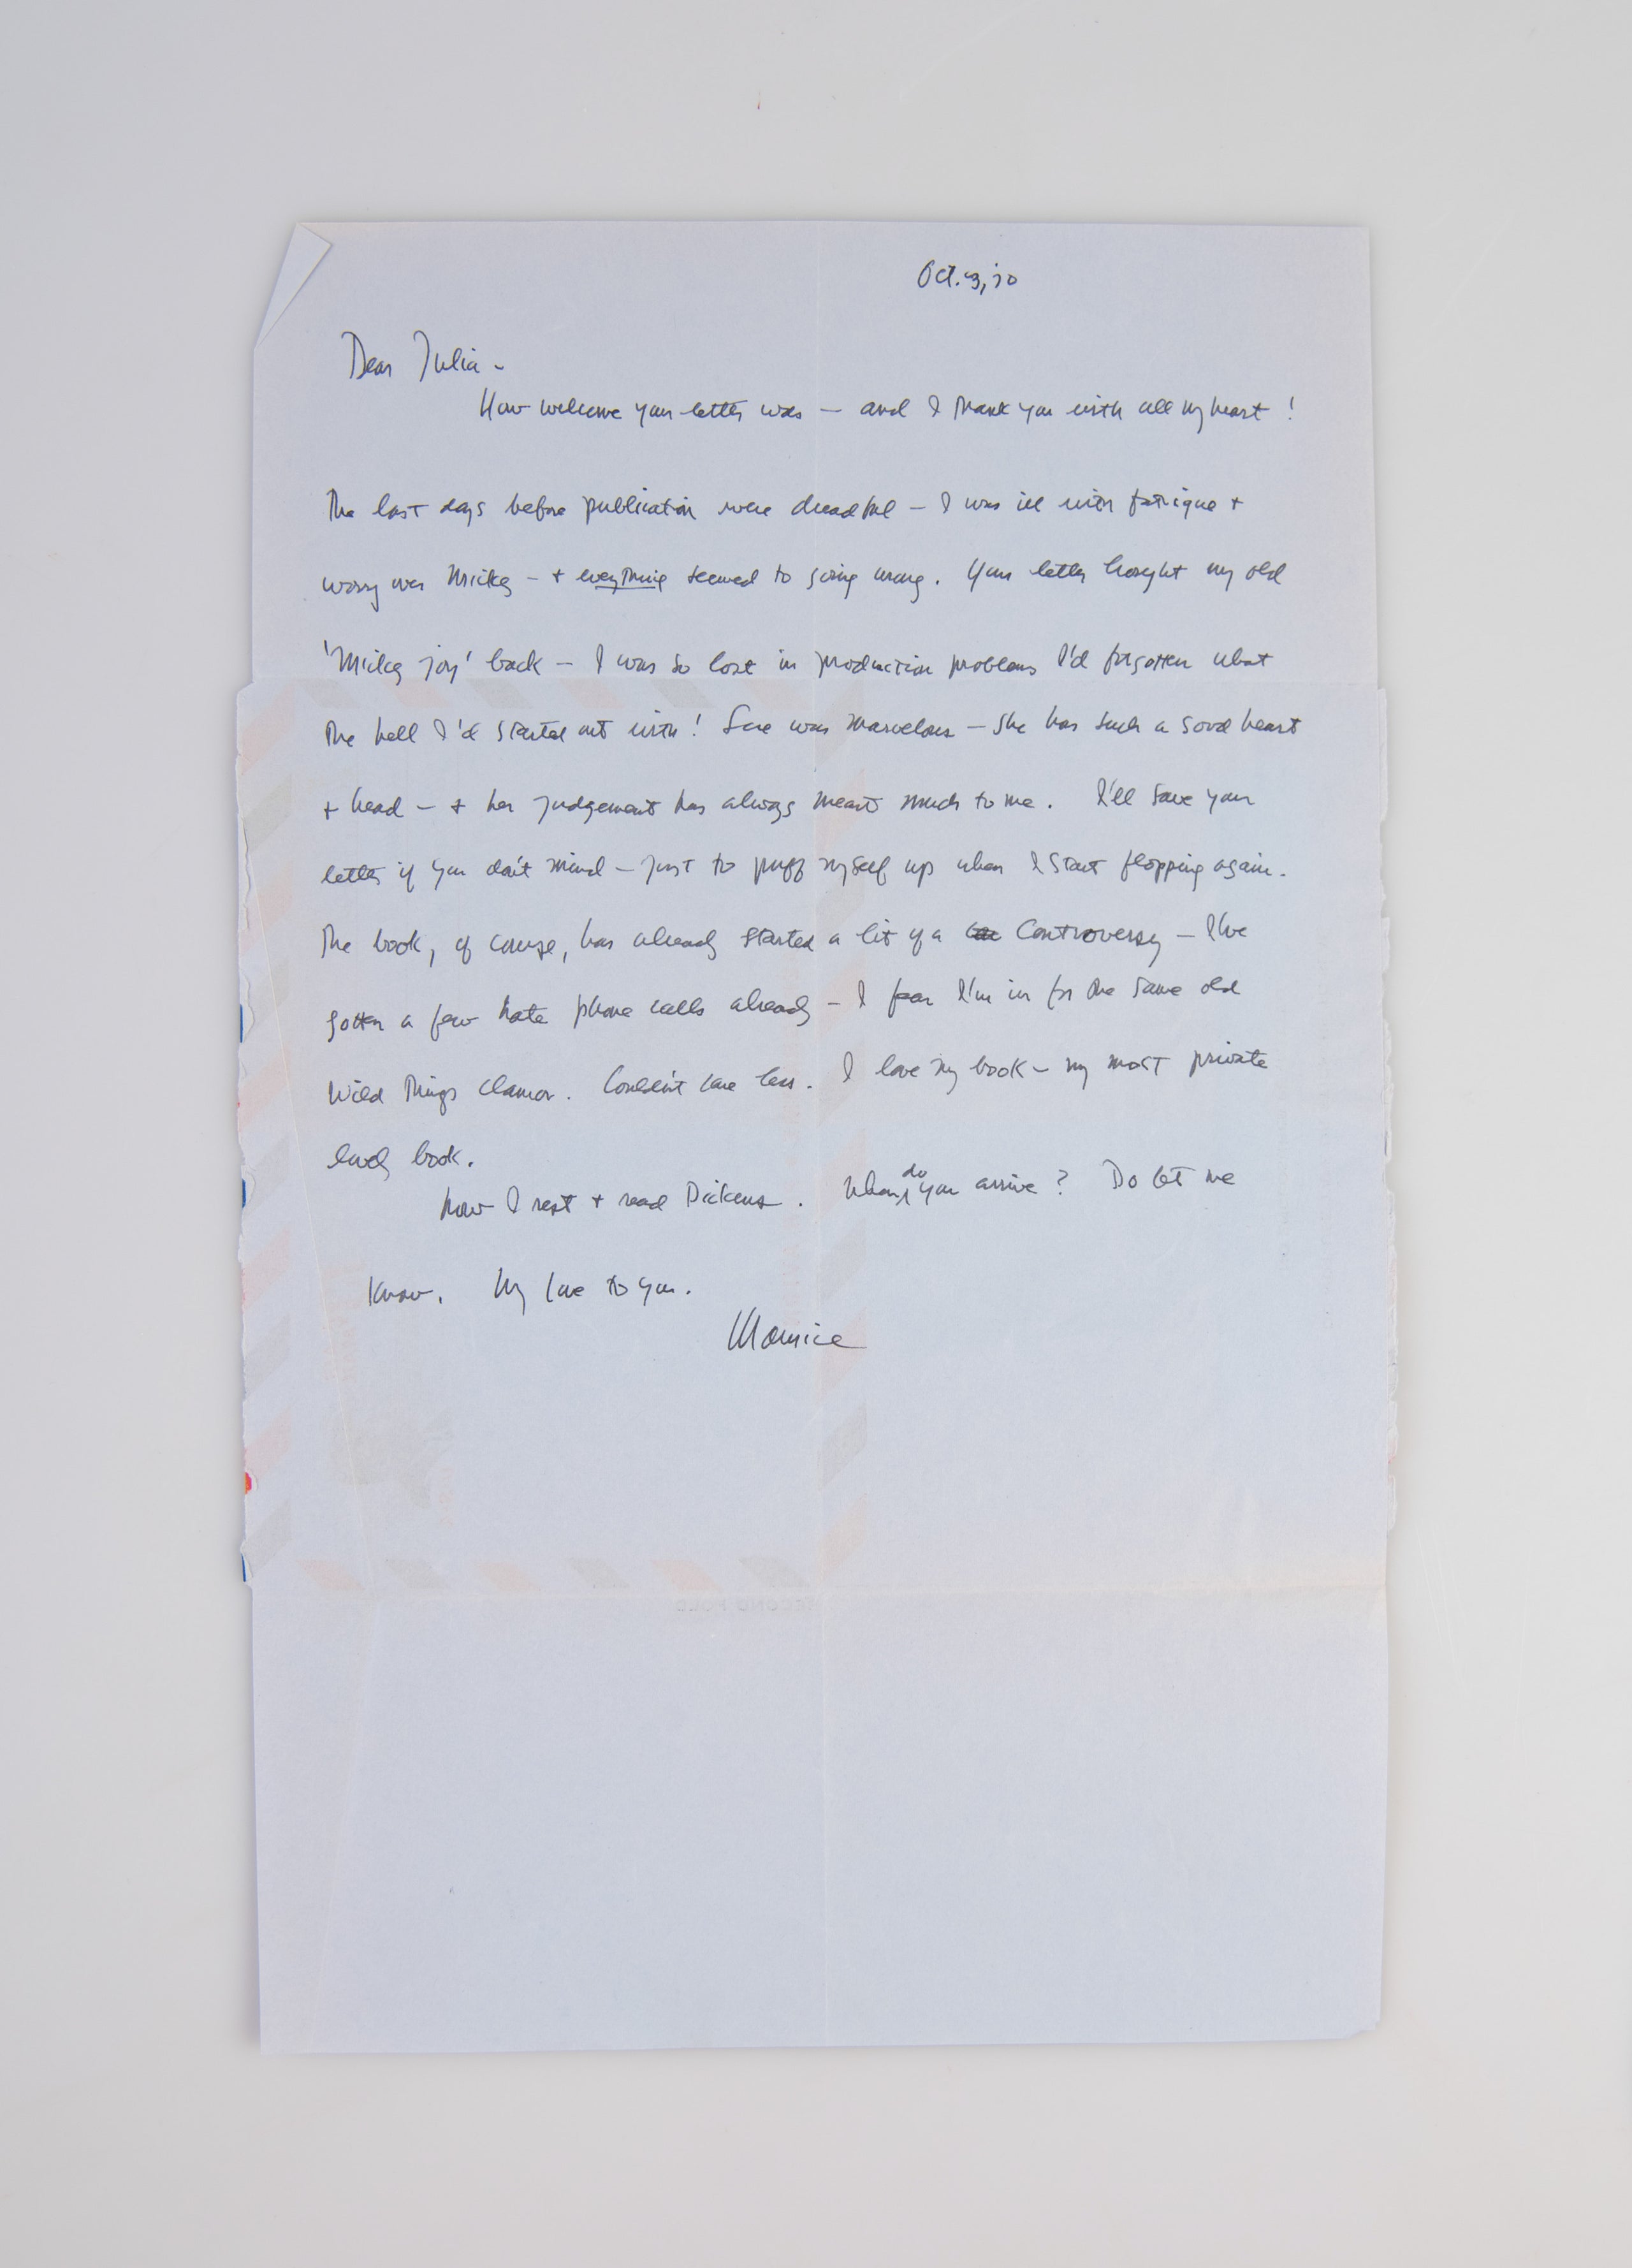 Oct. 3, 70
Dear Julia –
How welcome your letter was — and I thank you with all my heart!
The last days before publication were dreadful — I was ill with fatigue +
worry over Mickey — + everything seemed to going wrong. Your letter brought my old
'Mickey joy' back — I was so lost in production problems I'd forgotten what
the hell I'd started out with! Sue was marvelous — she has such a good heart
+ head — + her judgement has always meant much to me. I'll save your
letter if you don't mind — just to puff myself up when I start flopping again.
The book, of course, has already started a bit of a controversy — I've
gotten a few hate phone calls already — I fear I'm in for the same old
Wild Things clamor. Couldn't care less. I love my book — my most private
lovely book.
Now I rest + read Dickens. When do you arrive? Do let me
know. My love to you.
Maurice
SECOND FOLD